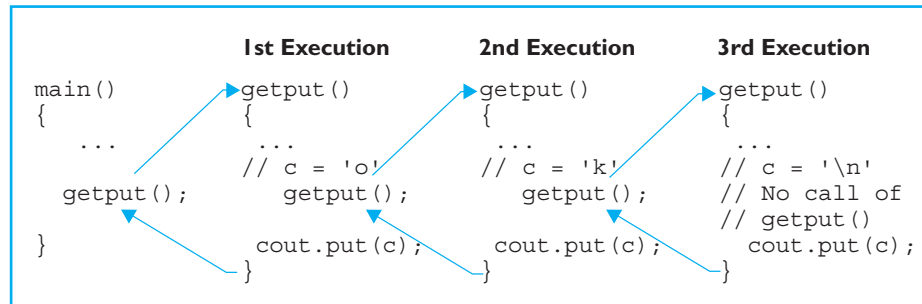 1st Execution
2nd Execution
3rd Execution
main()
{
...
getput();
}
getput()
{
...
// c = 'o'
getput();
cout.put(c);
}
getput()
{
...
// c = 'k'
getput();
cout.put(c);
}
getput()
{
...
// c = '\n'
// No call of
// getput()
cout.put(c);
}